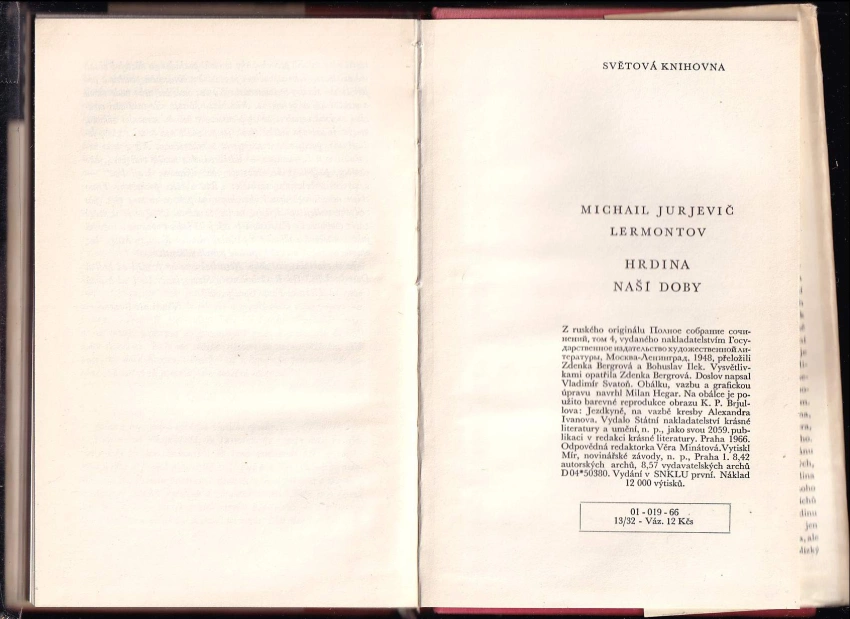 SVĚTOVÁ KNIHOVNA
MICHAIL JURJEVIČ
LERMONTOV
HRDINA
NAŠÍ DOBY
Z ruského originálu Полное собрание сочи-
нений, том 4, vydaného nakladatelstvím Госу-
дарственное издательство художественной ли-
тературы, Москва-Ленинград, 1948, přeložili
Zdenka Bergrová a Bohuslav Ilek. Vysvětliv-
kami opatřila Zdenka Bergrová. Doslov napsal
Vladimír Svatoň. Obálku, vazbu a grafickou
úpravu navrhl Milan Hegar. Na obálce je po-
užito barevné reprodukce obrazu K. P. Brjul-
lova: Jezdkyně, na vazbě kresby Alexandra
Ivanova. Vydalo Státní nakladatelství krásné
literatury a umění, n. p., jako svou 2059. pub-
likaci v redakci krásné literatury. Praha 1966.
Odpovědná redaktorka Věra Minátová. Vytiskl
Mír, novinářské závody, n. p., Praha 1. 8,42
autorských archů, 8,57 vydavatelských archů
D 04*50380. Vydání v SNKLU první. Náklad
12 000 výtisků.
01 - 019 - 66
13/32 - Váz. 12 Kčs